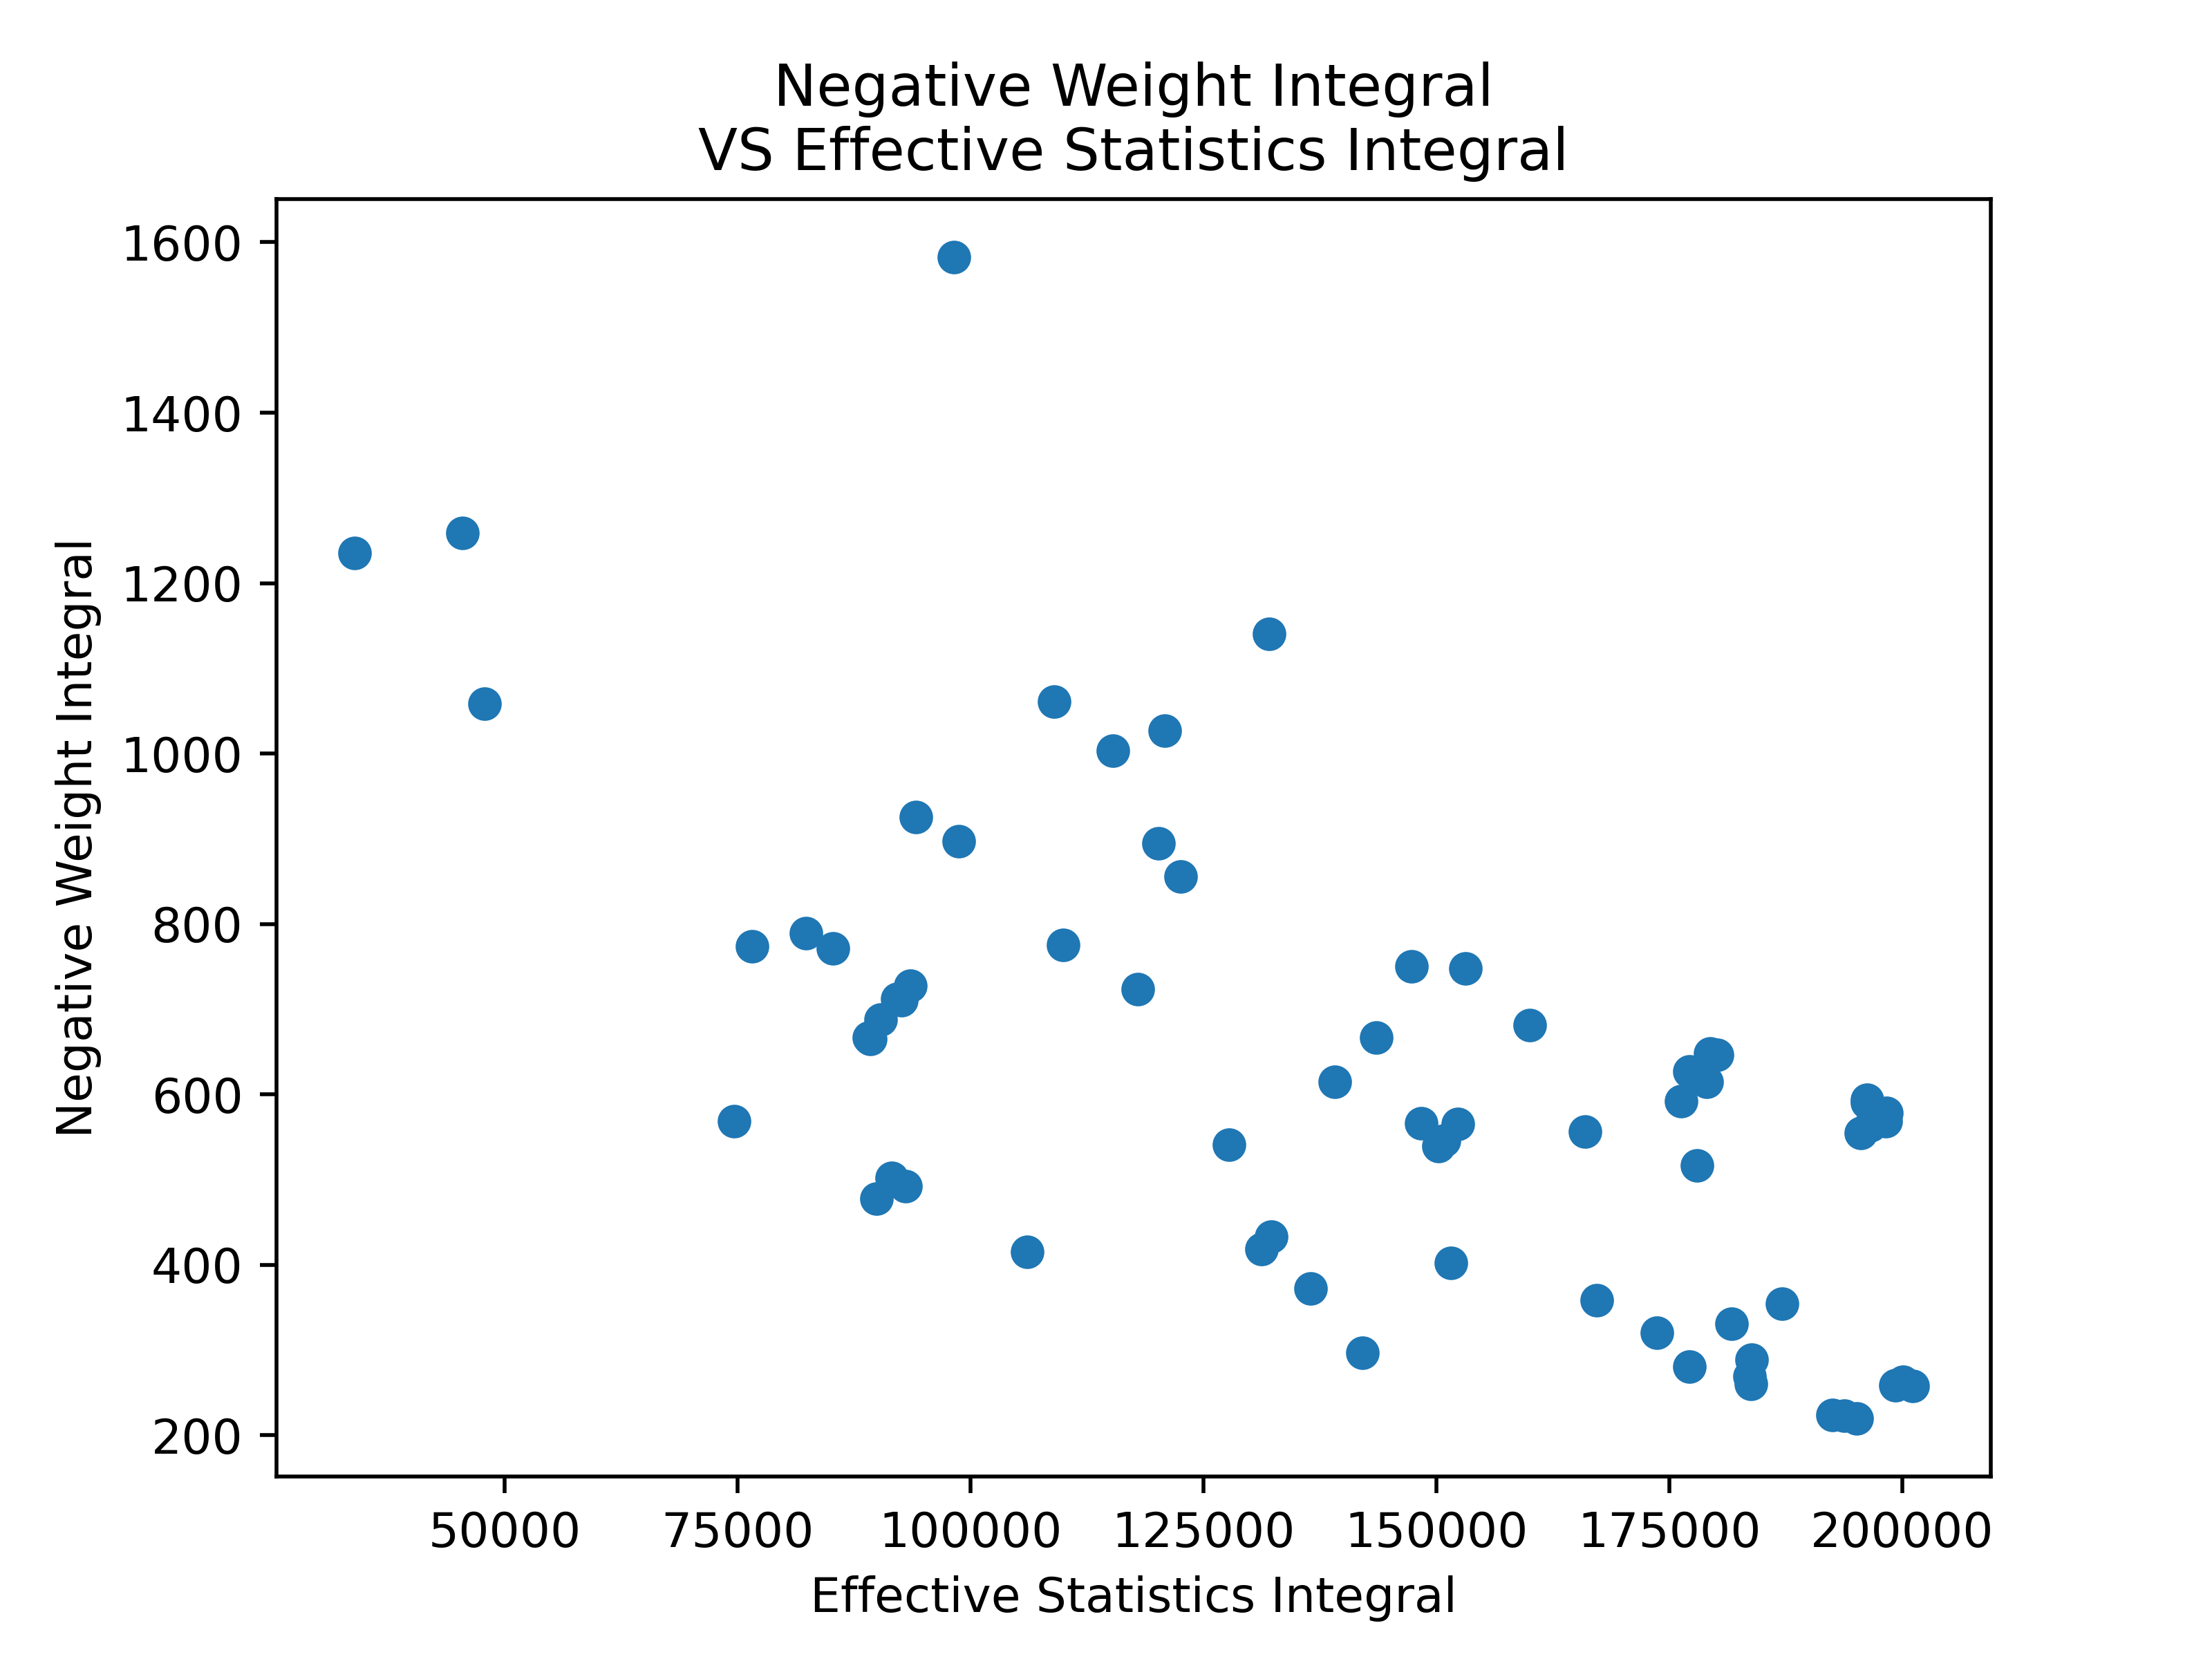 Negative Weight Integral
VS Effective Statistics Integral
Negative Weight Integral
1600
1400
1200
1000
800
600
400
200
50000 75000 100000 125000 150000 175000 200000
Effective Statistics Integral